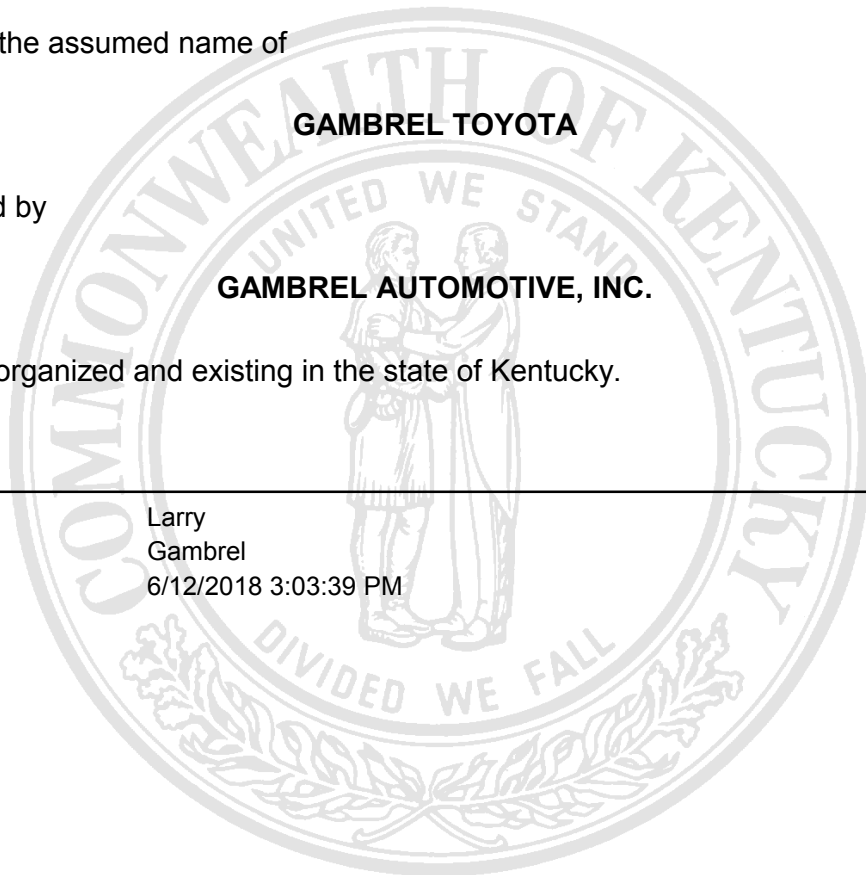 the assumed name of
GAMBREL TOYOTA
d by
GAMBREL AUTOMOTIVE, INC.
organized and existing in the state of Kentucky.
Larry
Gambrel
6/12/2018 3:03:39 PM
COMMONWEALTH OF KENTUCKY
UNITED WE STAND
DIVIDED WE FALL